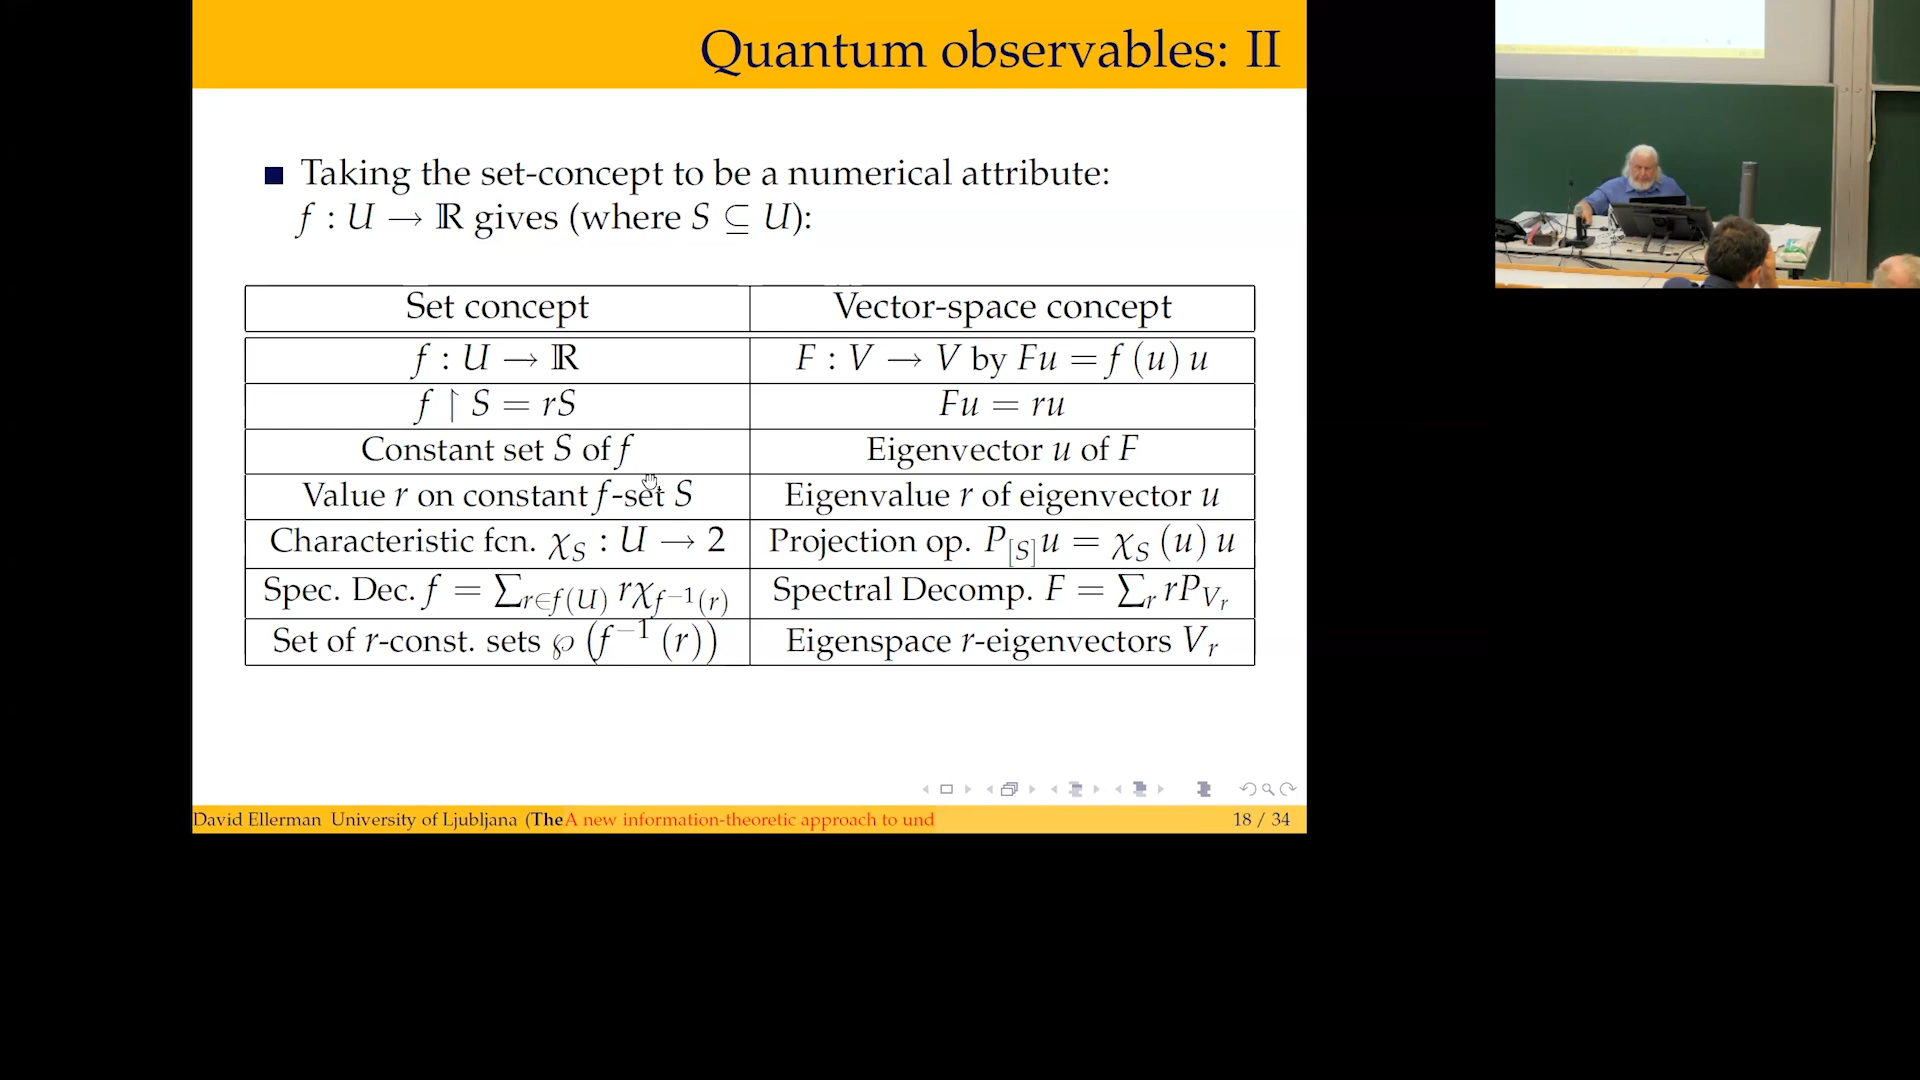 Quantum observables: II
Taking the set-concept to be a numerical attribute:
f : U → ℝ gives (where S ⊆ U):
Set concept | Vector-space concept
f : U → ℝ | F : V → V by Fu = f (u) u
f ↾ S = rS | Fu = ru
Constant set S of f | Eigenvector u of F
Value r on constant f-set S | Eigenvalue r of eigenvector u
Characteristic fcn. χ_S : U → 2 | Projection op. P_[S]u = χ_S (u) u
Spec. Dec. f = ∑_{r∈f(U)} rχ_{f⁻¹(r)} | Spectral Decomp. F = ∑_r rP_{V_r}
Set of r-const. sets ℘ (f⁻¹ (r)) | Eigenspace r-eigenvectors V_r
David Ellerman University of Ljubljana (TheA new information-theoretic approach to und 18 / 34